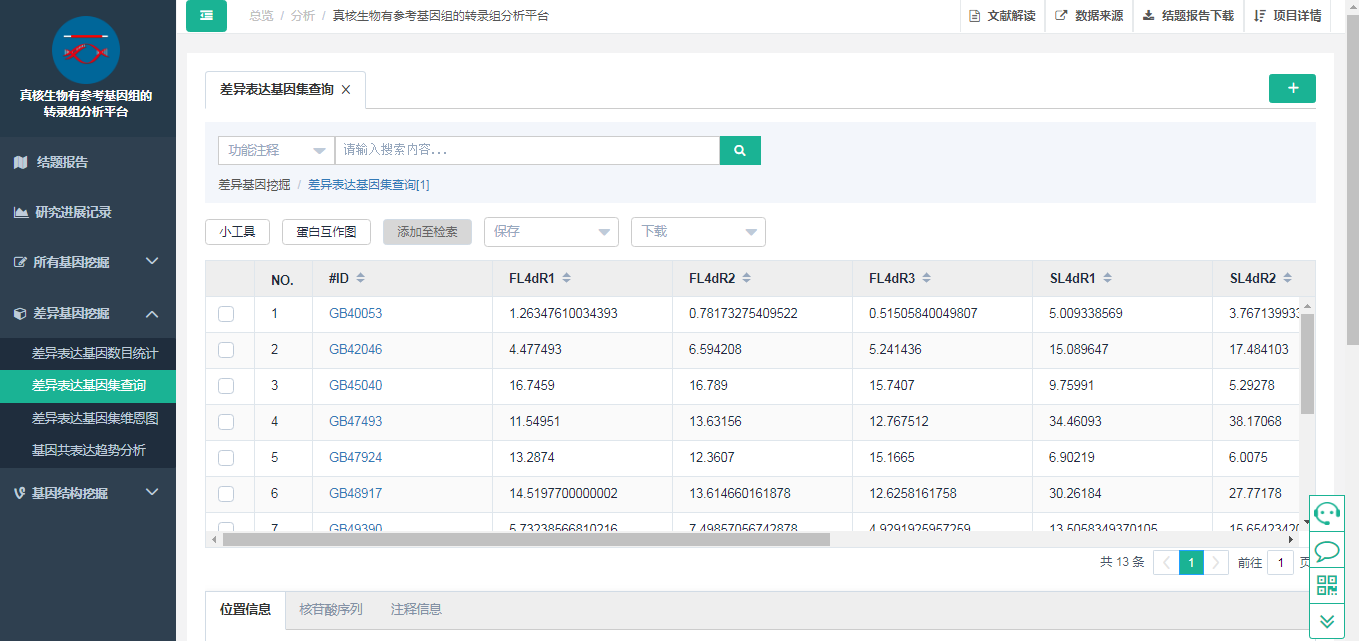 总览 / 分析 / 真核生物有参考基因组的转录组分析平台
文献解读
数据来源
结题报告下载
项目详情
真核生物有参考基因组的
转录组分析平台
结题报告
研究进展记录
所有基因挖掘
差异基因挖掘
差异表达基因数目统计
差异表达基因集查询
差异表达基因集维恩图
基因共表达趋势分析
基因结构挖掘
差异表达基因集查询 ×
+
功能注释
请输入搜索内容...
差异基因挖掘 / 差异表达基因集查询[1]
小工具
蛋白互作图
添加至检索
保存
下载
NO. #ID FL4dR1 FL4dR2 FL4dR3 SL4dR1 SL4dR2
1 GB40053 1.26347610034393 0.78173275409522 0.51505840049807 5.009338569 3.767139933
2 GB42046 4.477493 6.594208 5.241436 15.089647 17.484103
3 GB45040 16.7459 16.789 15.7407 9.75991 5.29278
4 GB47493 11.54951 13.63156 12.767512 34.46093 38.17068
5 GB47924 13.2874 12.3607 15.1665 6.90219 6.0075
6 GB48917 14.5197700000002 13.614660161878 12.6258161758 30.26184 27.77178
7 GB49390 5.73238566810216 7.49857056742878 4.9291925957259 13.5058349370105 15.65423420
共 13 条
1
前往 1 页
位置信息
核苷酸序列
注释信息